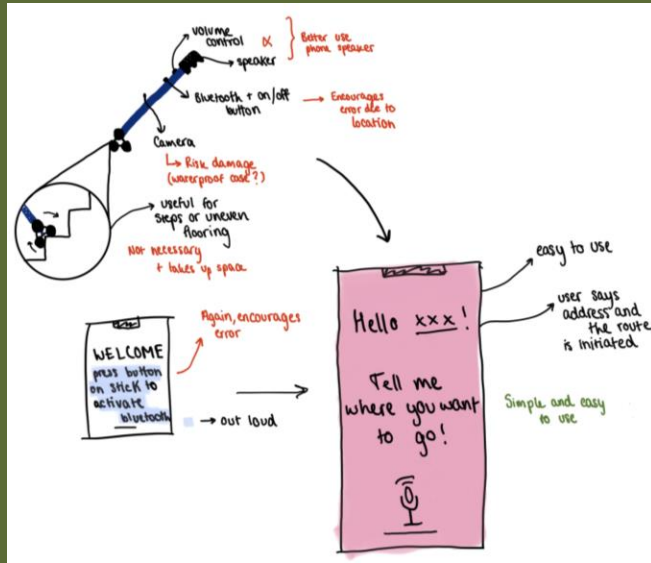 volume
control
α
Better use
phone speaker
speaker
Bluetooth + on/off
button
Encourages
error due to
location
Camera
Risk damage
(waterproof case?)
useful for
steps or uneven
flooring
Not necessary
+ takes up space
Again, encourages
error
WELCOME
press button
on stick to
activate
bluetooth
out loud
Hello xxx!
Tell me
where you want
to go!
easy to use
user says
address and
the route
is initiated
Simple and easy
to use